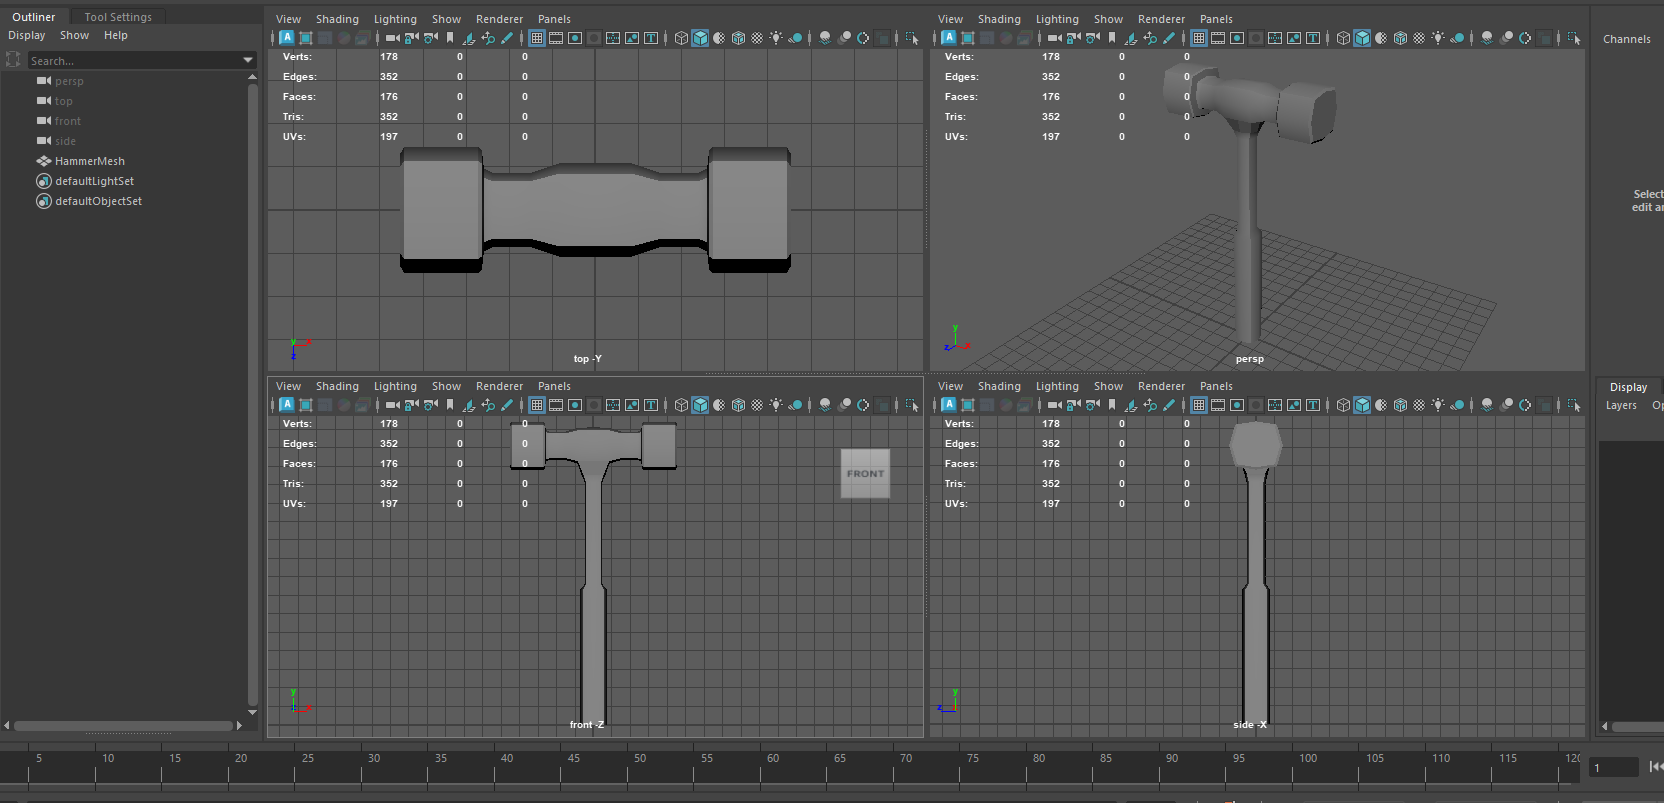 Outliner Tool Settings
Display Show Help
Search...
persp
top
front
side
HammerMesh
defaultLightSet
defaultObjectSet
View Shading Lighting Show Renderer Panels
Verts: 178 0 0
Edges: 352 0 0
Faces: 176 0 0
Tris: 352 0 0
UVs: 197 0 0
y
x
z
top -Y
View Shading Lighting Show Renderer Panels
Verts: 178 0 0
Edges: 352 0 0
Faces: 176 0 0
Tris: 352 0 0
UVs: 197 0 0
y
z x
persp
View Shading Lighting Show Renderer Panels
Verts: 178 0 0
Edges: 352 0 0
Faces: 176 0 0
Tris: 352 0 0
UVs: 197 0 0
FRONT
y
z x
front -Z
View Shading Lighting Show Renderer Panels
Verts: 178 0 0
Edges: 352 0 0
Faces: 176 0 0
Tris: 352 0 0
UVs: 197 0 0
y
z x
side -X
Channels
Select
edit
Display
Layers
5 10 15 20 25 30 35 40 45 50 55 60 65 70 75 80 85 90 95 100 105 110 115
1